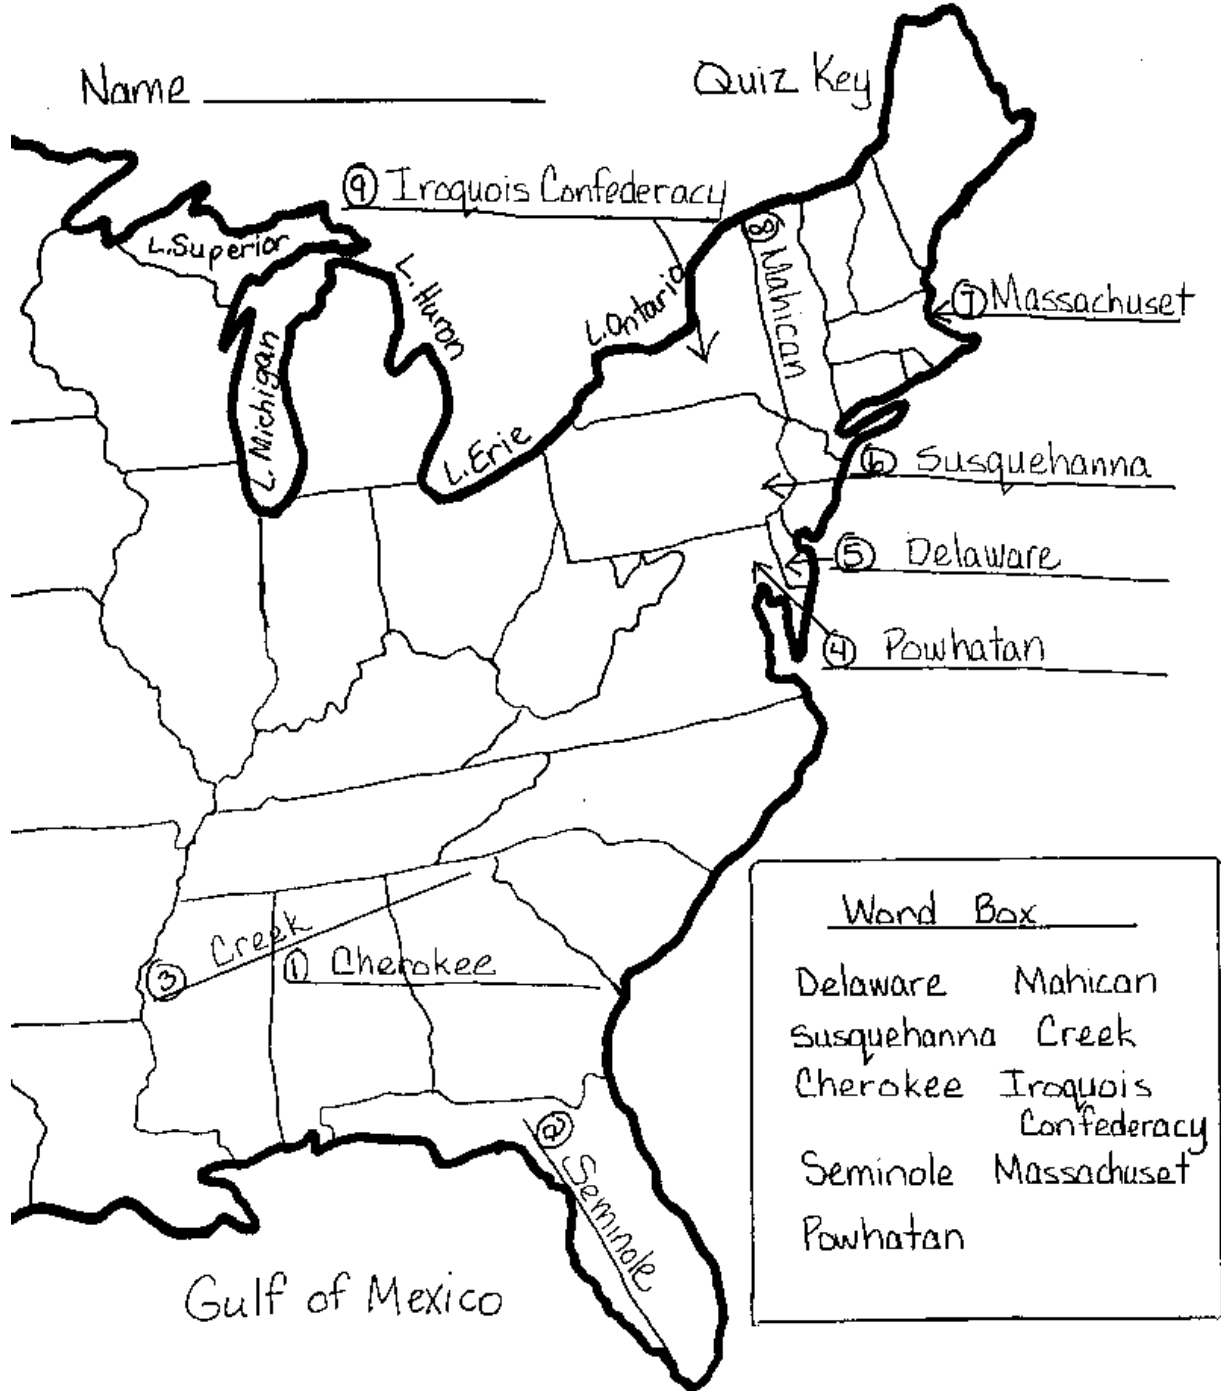 Name
Quiz Key
⑨ Iroquois Confederacy
L. Superior
L. Huron
L. Ontario
L. Michigan
L. Erie
⑧ Mahican
⑦ Massachuset
⑥ Susquehanna
⑤ Delaware
④ Powhatan
③ Creek
① Cherokee
② Seminole
Gulf of Mexico
Word Box
Delaware Mahican
Susquehanna Creek
Cherokee Iroquois
Confederacy
Seminole Massachuset
Powhatan